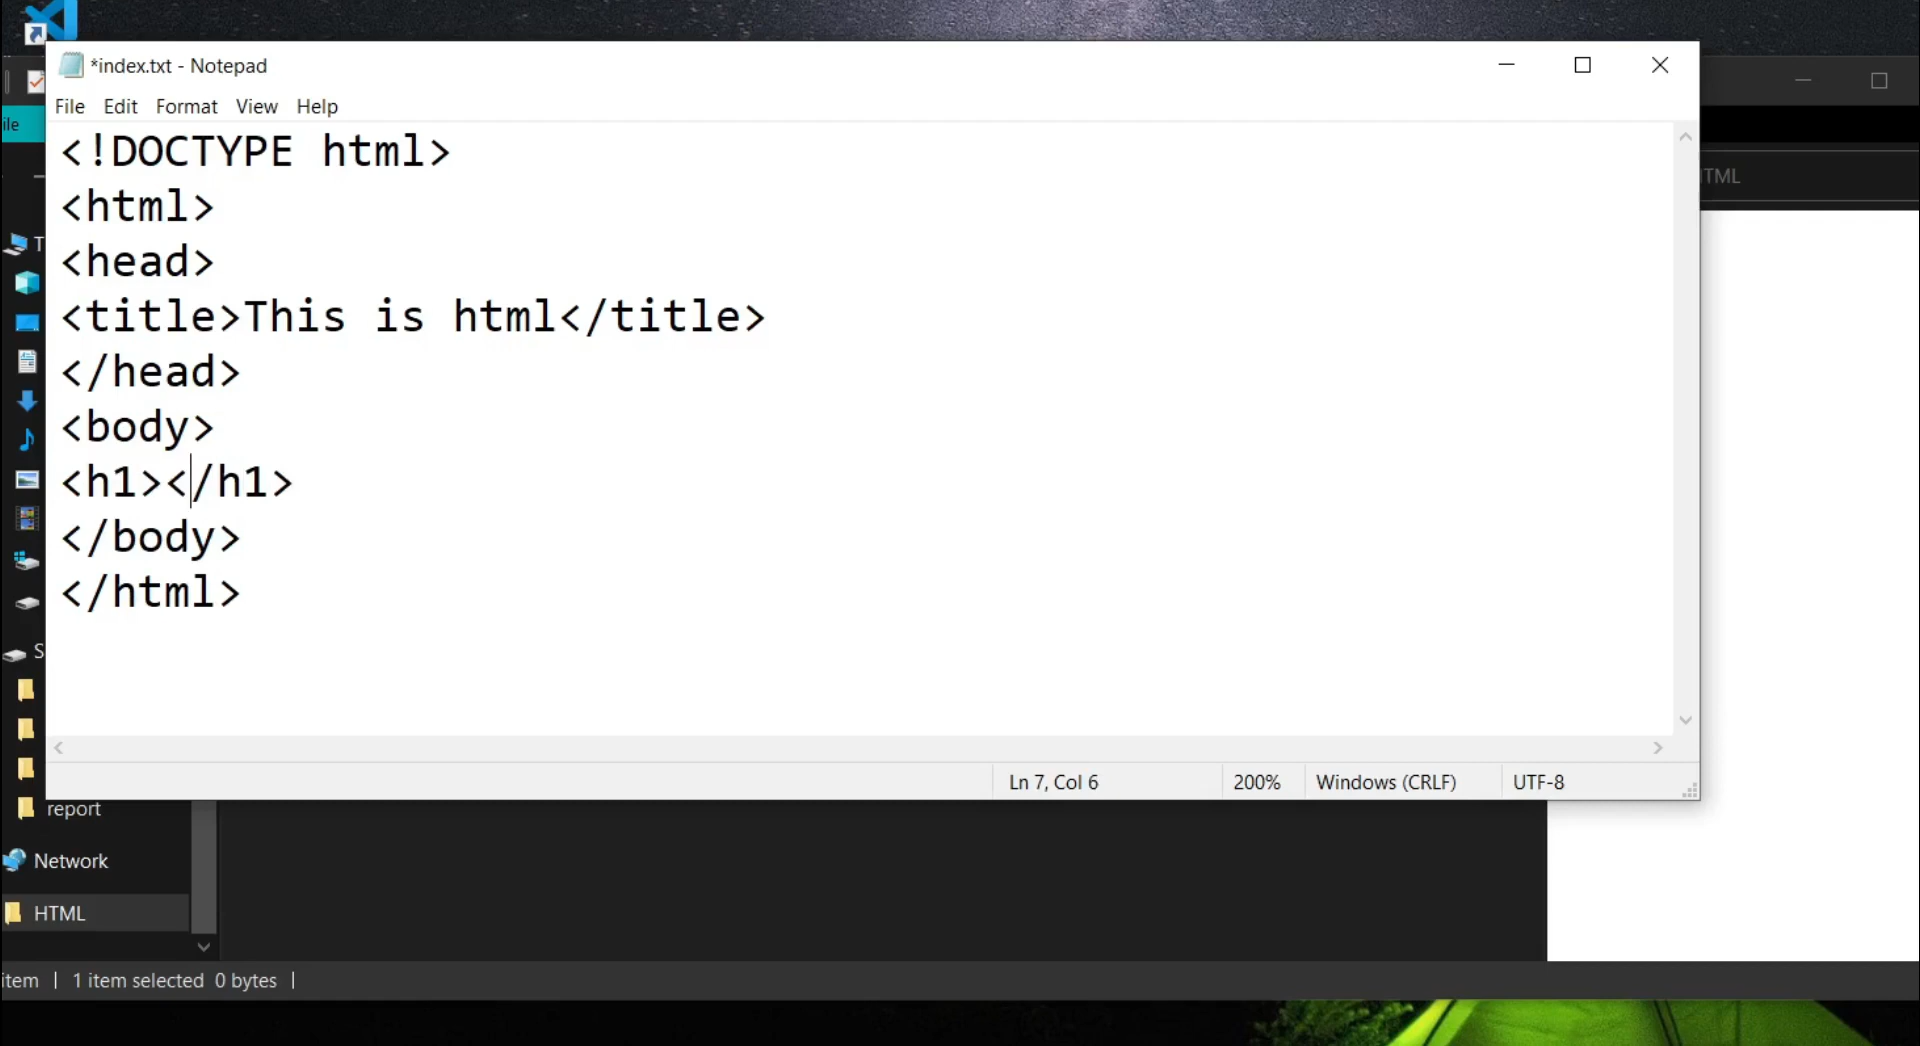 *index.txt - Notepad
File Edit Format View Help
ile
<!DOCTYPE html>
<html>
<head>
<title>This is html</title>
</head>
<body>
<h1></h1>
</body>
</html>
TML
T
S
Ln 7, Col 6 200% Windows (CRLF) UTF-8
report
Network
HTML
item 1 item selected 0 bytes